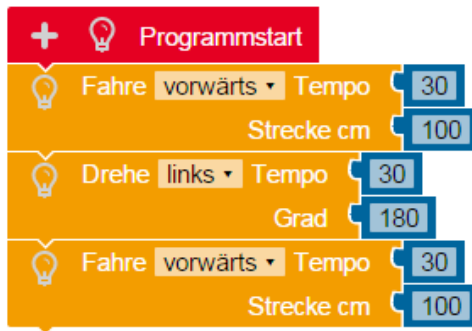 + Programmstart
Fahre vorwärts Tempo 30
Strecke cm 100
Drehe links Tempo 30
Grad 180
Fahre vorwärts Tempo 30
Strecke cm 100